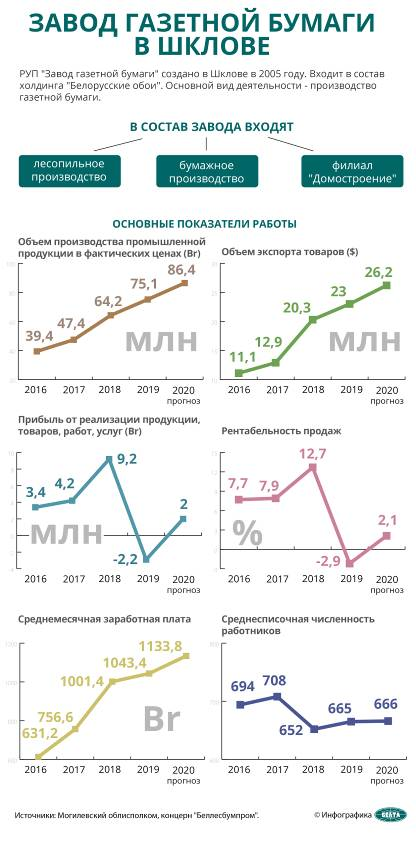 ЗАВОД ГАЗЕТНОЙ БУМАГИ
В ШКЛОВЕ
РУП "Завод газетной бумаги" создано в Шклове в 2005 году. Входит в состав
холдинга "Белорусские обои". Основной вид деятельности - производство
газетной бумаги.
В СОСТАВ ЗАВОДА ВХОДЯТ
лесопильное
производство
бумажное
производство
филиал
"Домостроение"
ОСНОВНЫЕ ПОКАЗАТЕЛИ РАБОТЫ
Объем производства промышленной
продукции в фактических ценах (Br)
39,4
47,4
64,2
75,1
86,4
млн
2016 2017 2018 2019 2020
прогноз
Объем экспорта товаров ($)
11,1
12,9
20,3
23
26,2
млн
2016 2017 2018 2019 2020
прогноз
Прибыль от реализации продукции,
товаров, работ, услуг (Br)
3,4
4,2
9,2
-2,2
2
млн
2016 2017 2018 2019 2020
прогноз
Рентабельность продаж
7,7
7,9
12,7
-2,9
2,1
%
2016 2017 2018 2019 2020
прогноз
Среднемесячная заработная плата
631,2
756,6
1001,4
1043,4
1133,8
Br
2016 2017 2018 2019 2020
прогноз
Среднесписочная численность
работников
694
708
652
665
666
2016 2017 2018 2019 2020
прогноз
Источники: Могилевский облисполком, концерн "Беллесбумпром".
© Инфографика БЕЛТА